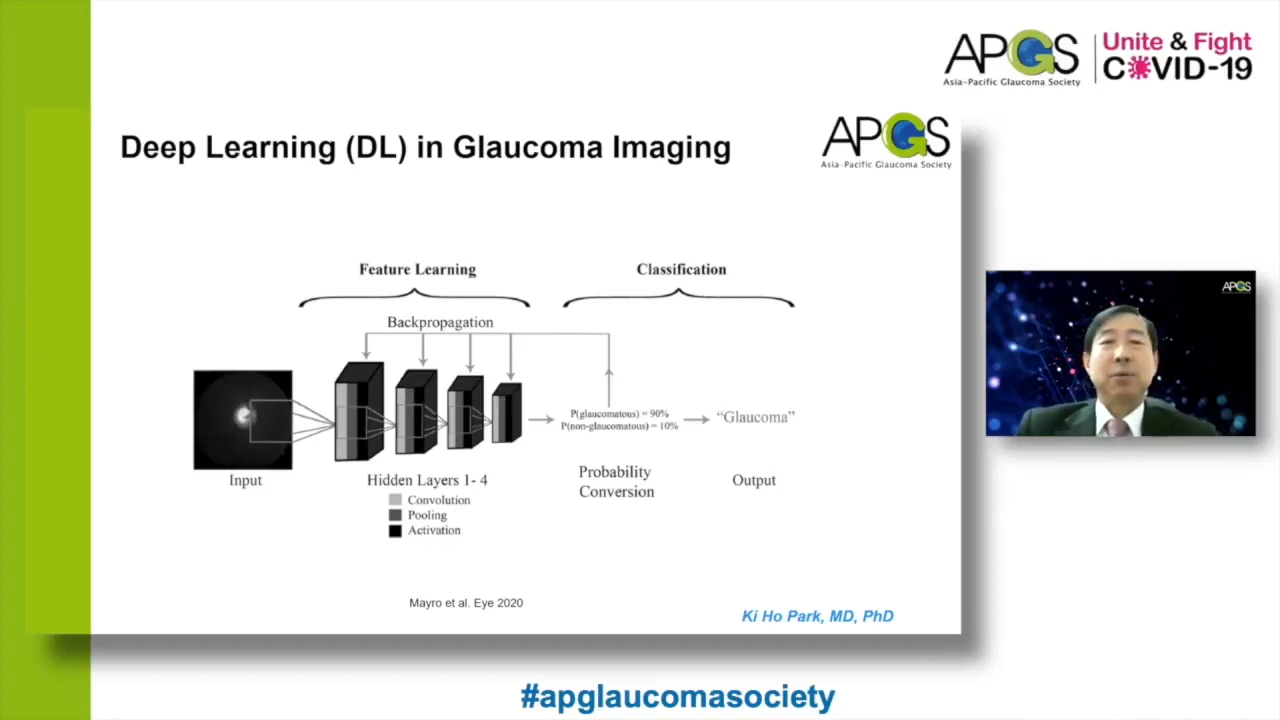 APGS
Asia-Pacific Glaucoma Society
Unite & Fight
COVID-19
Deep Learning (DL) in Glaucoma Imaging
APGS
Asia-Pacific Glaucoma Society
Feature Learning
Classification
Backpropagation
P(glaucomatous) = 90%
P(non-glaucomatous) = 10%
“Glaucoma”
Input
Hidden Layers 1- 4
Convolution
Pooling
Activation
Probability
Conversion
Output
APGS
Mayro et al. Eye 2020
Ki Ho Park, MD, PhD
#apglaucomasociety